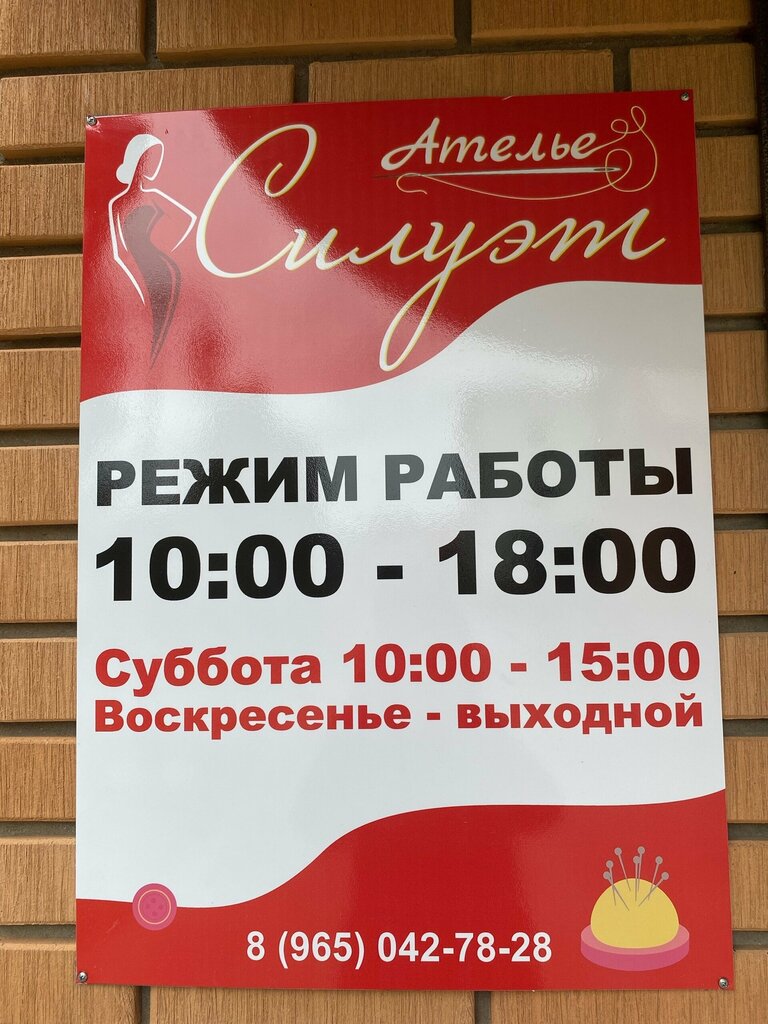 Ателье
Силуэт
РЕЖИМ РАБОТЫ
10:00 - 18:00
Суббота 10:00 - 15:00
Воскресенье - выходной
8 (965) 042-78-28